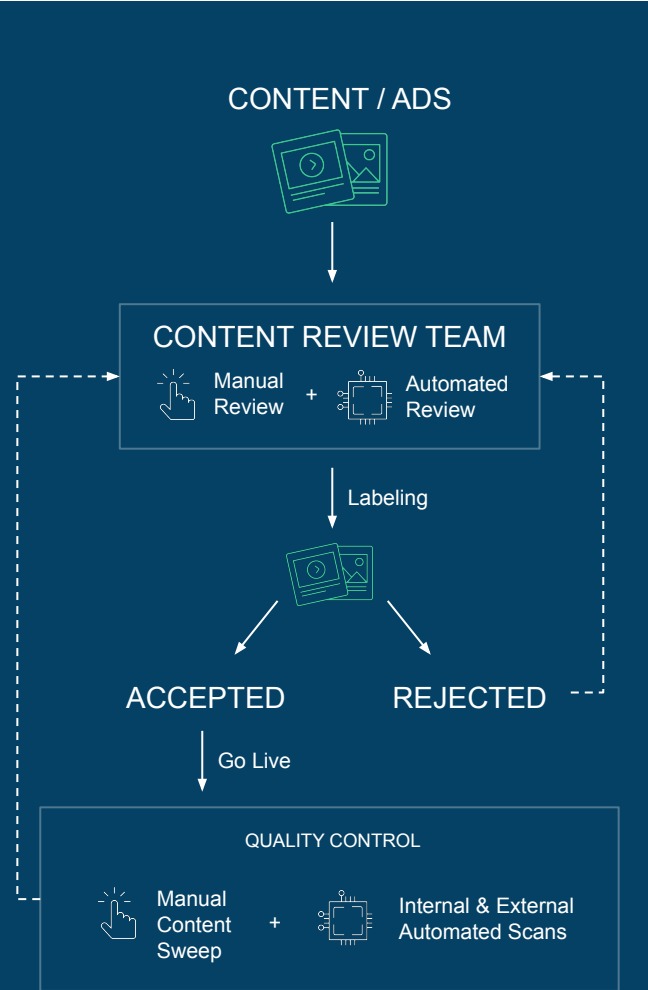 CONTENT / ADS
CONTENT REVIEW TEAM
Manual
Review
+
Automated
Review
Labeling
ACCEPTED
REJECTED
Go Live
QUALITY CONTROL
Manual
Content
Sweep
+
Internal & External
Automated Scans